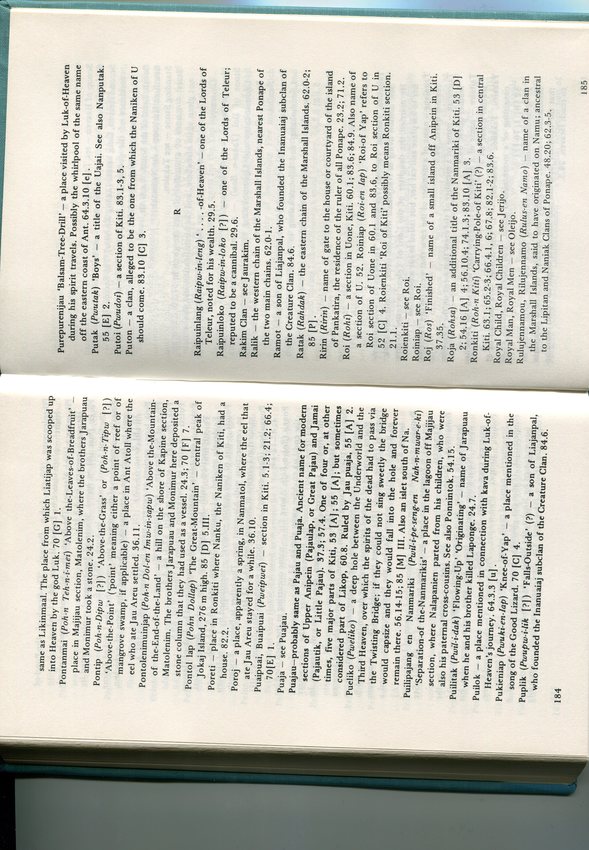 same as Likinmaal. The place from which Liatijap was scooped up
into Heaven by the god Luk. 70 [G] 1.
Pontanmai (Poh-n Teh-n-i-mei) 'Above the-Leaves-of-Breadfruit' —
place in Majijau section, Matolenim, where the brothers Jarapuau
and Monimur took a stone. 24.2.
Pontip (Poh-n-Dipw [?]) 'Above-the-Grass' or (Poh-n-Tipw [?])
'Above-the-Point' ('point' meaning either a point of reef or of
mangrove swamp, if applicable) — a place in Ant Atoll where the
eel who ate Jau Areu settled. 36.11.
Pontolenimuinjap (Poh-n Dol-en Imw-in-sapw) 'Above the-Mountain-
of the-End-of-the-Land' — a hill on the shore of Kapine section,
Matolenim. The brothers Jarapuau and Monimur here deposited a
stone column that they had used as a vessel. 24.3; 70 [F] 7.
Pontol lap (Pohn Dollap) 'The Great-Mountain' — central peak of
Jokaj Island, 276 m high. 85 [D] 5.III.
Poreti — place in Ronkiti where Nanku, the Naniken of Kiti, had a
house. 82.2.
Poroj — a place, apparently a spring, in Nanmatol, where the eel that
ate Jau Areu stayed for a while. 36.10.
Puaipuai, Buaipuai (Pweipwei) — section in Kiti. 5.1-3; 21.2; 66.4;
70[E] 1.
Puaja — see Puajau.
Puajau—probably same as Pajau and Puaja. Ancient name for modern
sections of Upper Anipein (Pajaulap, or Great Pajau) and Jamai
(Pajautik, or Little Pajau). 37.3; 57.4. One of four or, at other
times, five major parts of Kiti, 53 [A]; 55 [A]; but sometimes
considered part of Likop, 60.8. Ruled by Jau puaja, 55 [A] 2.
Pueliko (Pweliko) — a deep hole between the Underworld and the
Third Heaven, over which the spirits of the dead had to pass via
the Twisting Bridge; if they could not sing sweetly the bridge
would capsize and they would fall into the hole and forever
remain there. 56.14-15; 85 [M] III. Also an islet south of Na.
Puilipajang en Nanmariki (Pwil-i-pe-seng-en Nah-n-mwar-e-ki)
'Separation-of the-Nanmarikis' — a place in the lagoon off Majijau
section, where Nalapanien parted from his children, who were
also his paternal cross-cousins. See also Ponnintok. 54.15.
Puilitak (Pwil-i-dak) 'Flowing-Up' 'Originating' — name of Jarapuau
when he and his brother killed Laponge. 24.7.
Puilok — a place mentioned in connection with kava during Luk-of-
Heaven's journey. 64.3.3 [u].
Pukieniap (Pwuki-en-Iap) 'Knee-of-Yap' — a place mentioned in the
song of the Good Lizard. 70 [C] 4.
Puplik (Pwupw-i-lik [?]) 'Falls-Outside' (?) — a son of Liajanpal,
who founded the Inanuaiaj subclan of the Creature Clan. 84.6.
184
Purepurenijau 'Balsam-Tree-Drill' — a place visited by Luk-of-Heaven
during his spirit travels. Possibly the whirlpool of the same name
off the eastern coast of Ant. 64.3.10 [e].
Putak (Pwutak) 'Boys' — a title of the Uajai. See also Nanputak.
55 [E] 2.
Putoi (Pwudoi) — a section of Kiti. 83.1-3, 5.
Puton — a clan, alleged to be the one from which the Naniken of U
should come. 83.10 [C] 3.
R
Raipuinlang (Raipw-in-leng) ' . . . . -of-Heaven' — one of the Lords of
Teleur, noted for his wealth. 29.5.
Raipuinloko (Raipw-in-loko [?]) — one of the Lords of Teleur;
reputed to be a cannibal. 29.6.
Rakim Clan — see Jaurakim.
Ralik — the western chain of the Marshall Islands, nearest Ponape of
the two main chains. 62.0-1.
Ramot — a son of Liajanpal, who founded the Inanuaiaj subclan of
the Creature Clan. 84.6.
Ratak (Rahdak) — the eastern chain of the Marshall Islands. 62.0-2;
85 [P].
Ririn (Ririn) — name of gate to the house or courtyard of the island
of Pankatira, the residence of the ruler of all Ponape. 23.2; 71.2.
Roi (Rohi) — a section in Uone, Kiti. 60.1; 83.6; 84.9. Also name of
a section of U. 52. Roiniap (Roi-en Iap) 'Roi-of Yap' refers to
Roi section of Uone in 60.1 and 83.6, to Roi section of U in
52 [C] 4. Roienkiti 'Roi of Kiti' possibly means Ronkiti section.
21.1.
Roienkiti — see Roi.
Roiniap — see Roi.
Roj (Ros) 'Finished' — name of a small island off Anipein in Kiti.
37.35.
Roja (Rohsa) — an additional title of the Nanmariki of Kiti. 53 [D]
2; 54.16 [A] 4; 56.10.4; 74.1.3; 83.10 [A] 3.
Ronkiti (Roh-n Kiti) 'Carrying-Pole-of Kiti' (?) — a section in central
Kiti. 63.1; 65.2-3; 66.4.1, 6; 67.8; 82.1-2; 83.6.
Royal Child, Royal Children — see Jerijo.
Royal Man, Royal Men — see Oleijo.
Rulujennamou, Rilujennamo (Rulus-en Namo) — name of a clan in
the Marshall Islands, said to have originated on Namu; ancestral
to the Lipitan and Naniak Clans of Ponape. 48.20; 62.3-5.
185